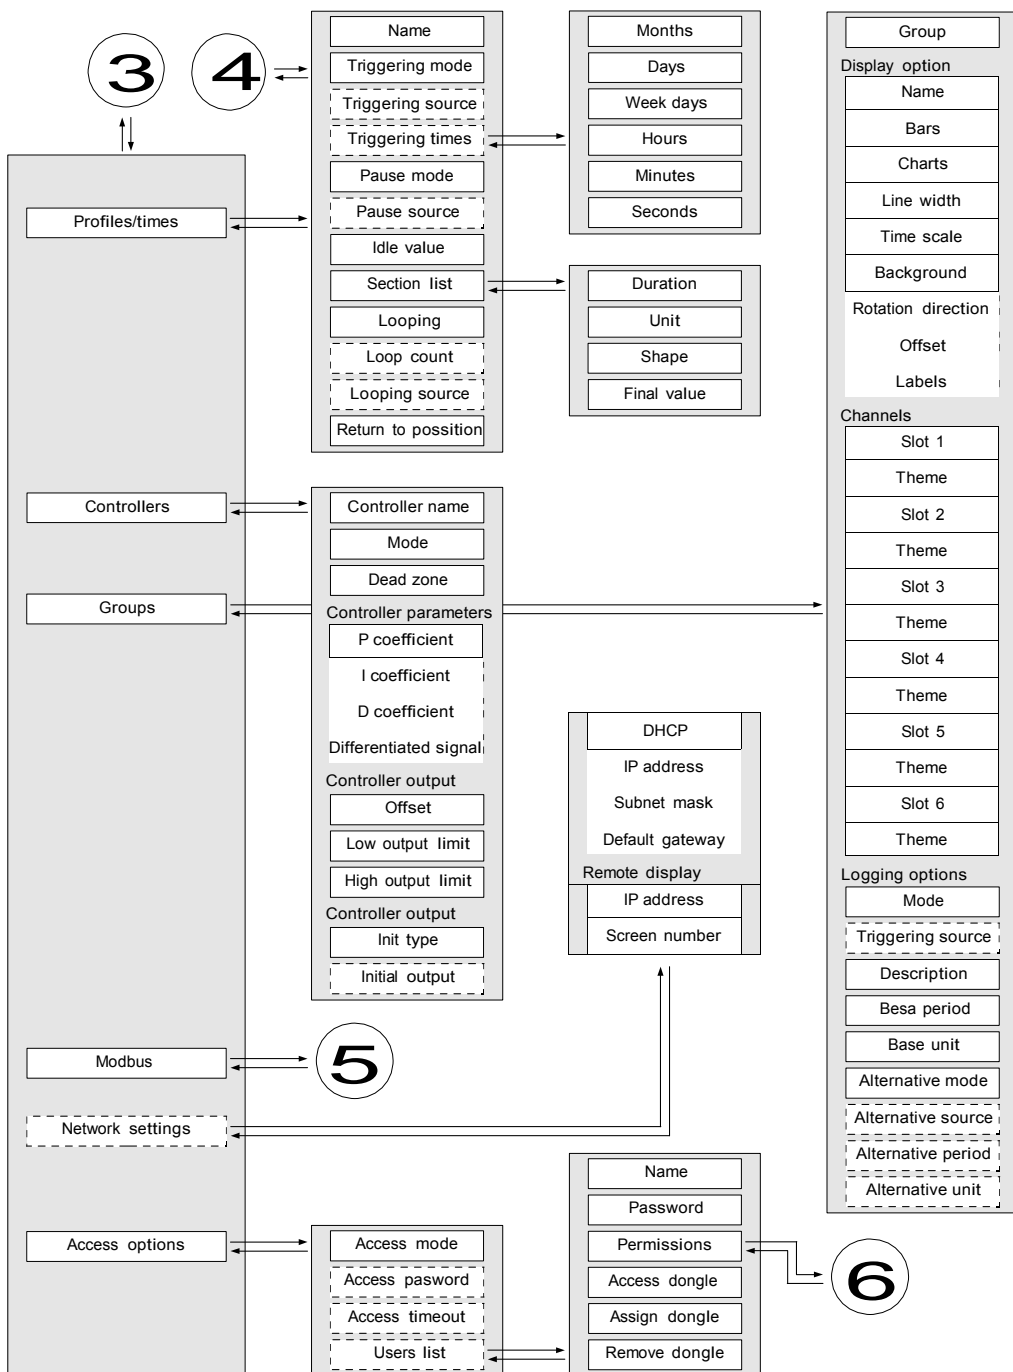 3
4
Profiles/times
Controllers
Groups
Modbus
Network settings
Access options
Name
Triggering mode
Triggering source
Triggering times
Pause mode
Pause source
Idle value
Section list
Looping
Loop count
Looping source
Return to possition
Months
Days
Week days
Hours
Minutes
Seconds
Duration
Unit
Shape
Final value
Controller name
Mode
Dead zone
Controller parameters
P coefficient
I coefficient
D coefficient
Differentiated signal
Controller output
Offset
Low output limit
High output limit
Controller output
Init type
Initial output
5
DHCP
IP address
Subnet mask
Default gateway
Remote display
IP address
Screen number
Access mode
Access pasword
Access timeout
Users list
Name
Password
Permissions
Access dongle
Assign dongle
Remove dongle
6
Group
Display option
Name
Bars
Charts
Line width
Time scale
Background
Rotation direction
Offset
Labels
Channels
Slot 1
Theme
Slot 2
Theme
Slot 3
Theme
Slot 4
Theme
Slot 5
Theme
Slot 6
Theme
Logging options
Mode
Triggering source
Description
Besa period
Base unit
Alternative mode
Alternative source
Alternative period
Alternative unit